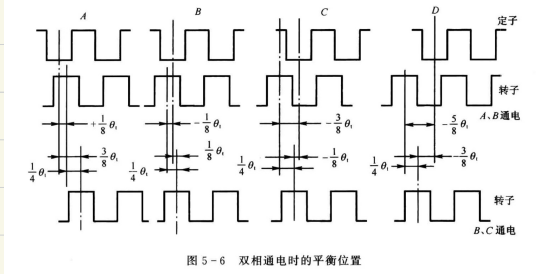 A B C D
定子
转子
A、B通电
+1/8 θt -1/8 θt -3/8 θt -5/8 θt
3/8 θt 1/8 θt -1/8 θt -3/8 θt
1/4 θt 1/4 θt 1/4 θt 1/4 θt
转子
B、C通电
图 5-6 双相通电时的平衡位置